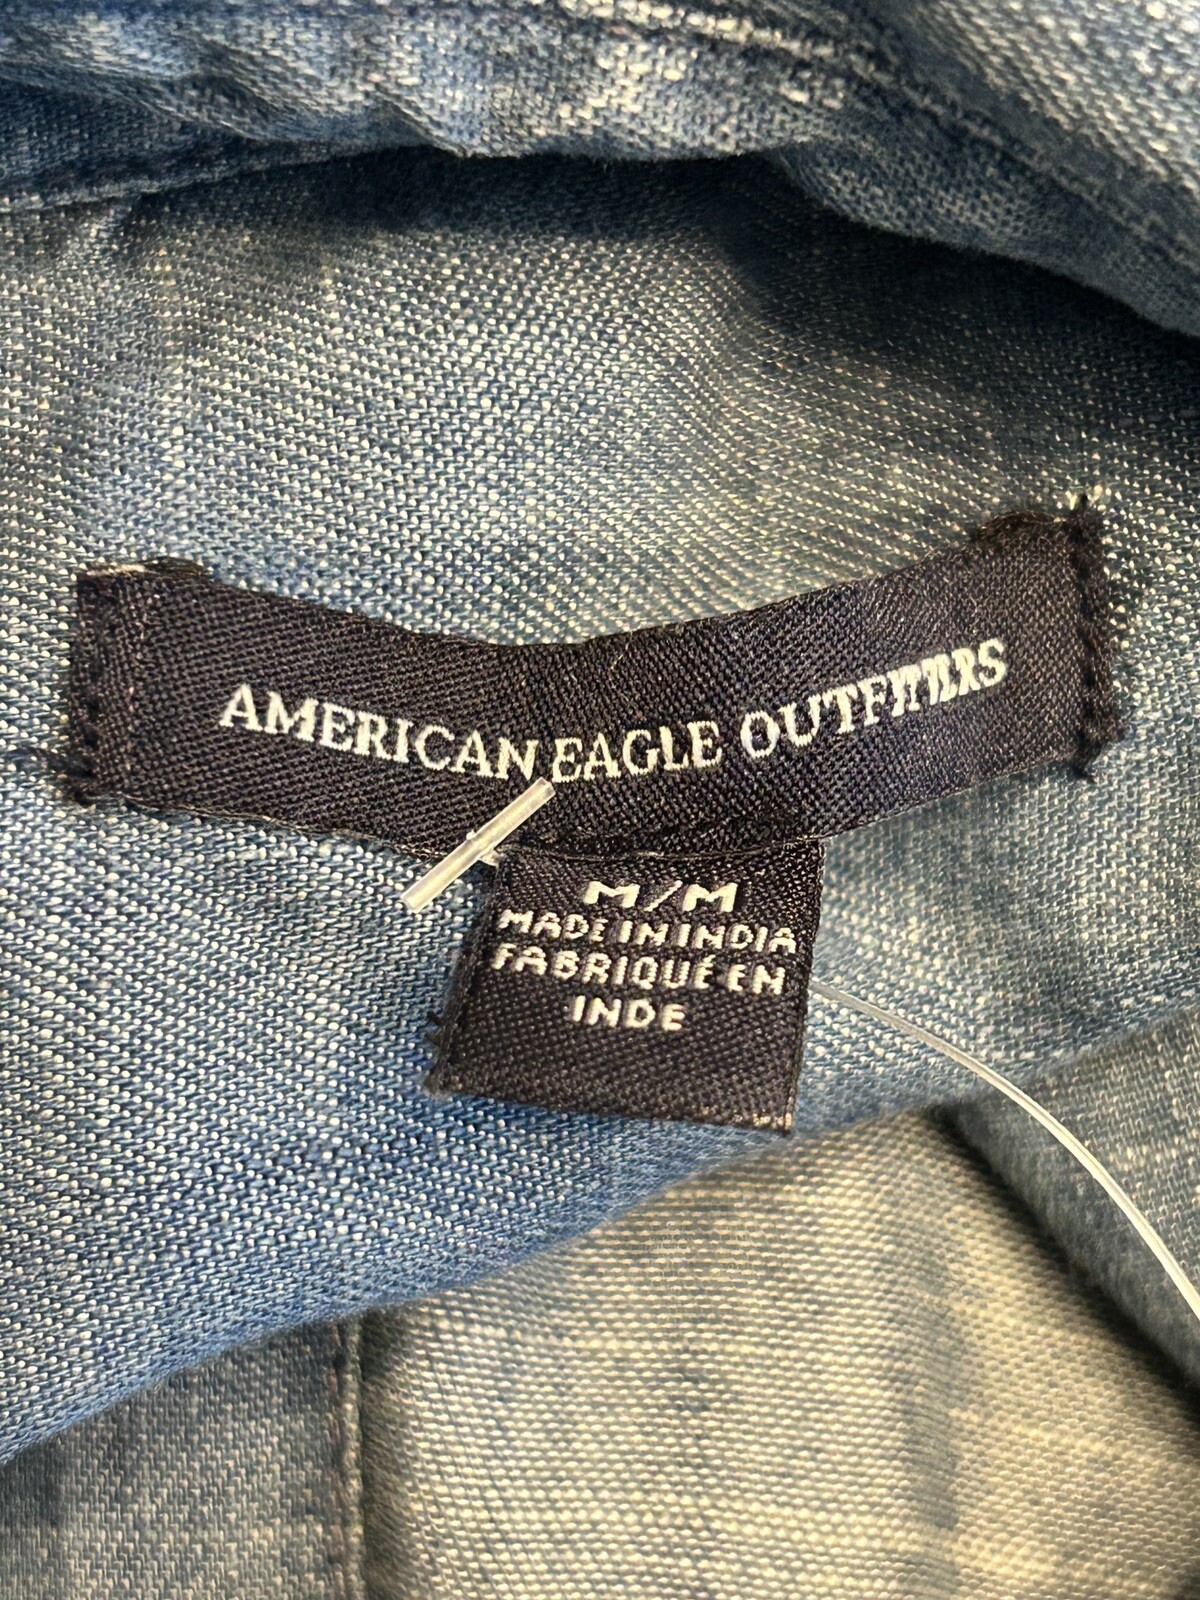 AMERICAN EAGLE OUTFITTERS
M/M
MADE IN INDIA
FABRIQUÉ EN
INDE